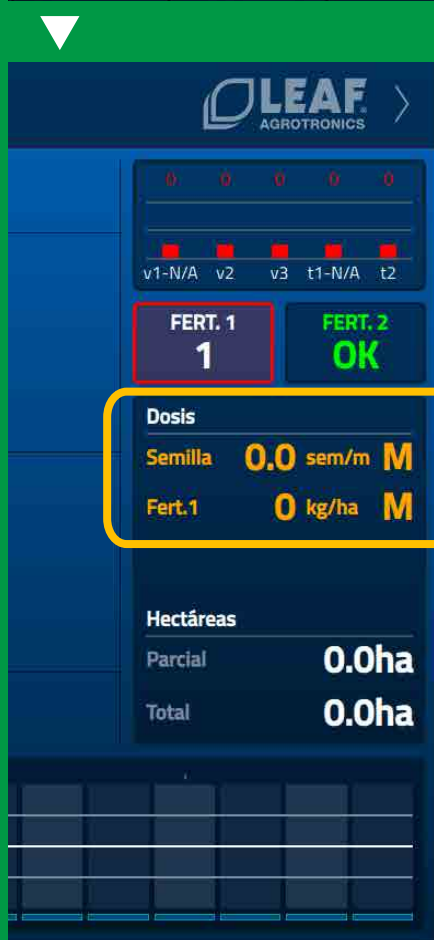 LEAF.
AGROTRONICS
0 0 0 0 0
v1-N/A v2 v3 t1-N/A t2
FERT. 1
1
FERT. 2
OK
Dosis
Semilla 0.0 sem/m M
Fert.1 0 kg/ha M
Hectáreas
Parcial 0.0ha
Total 0.0ha